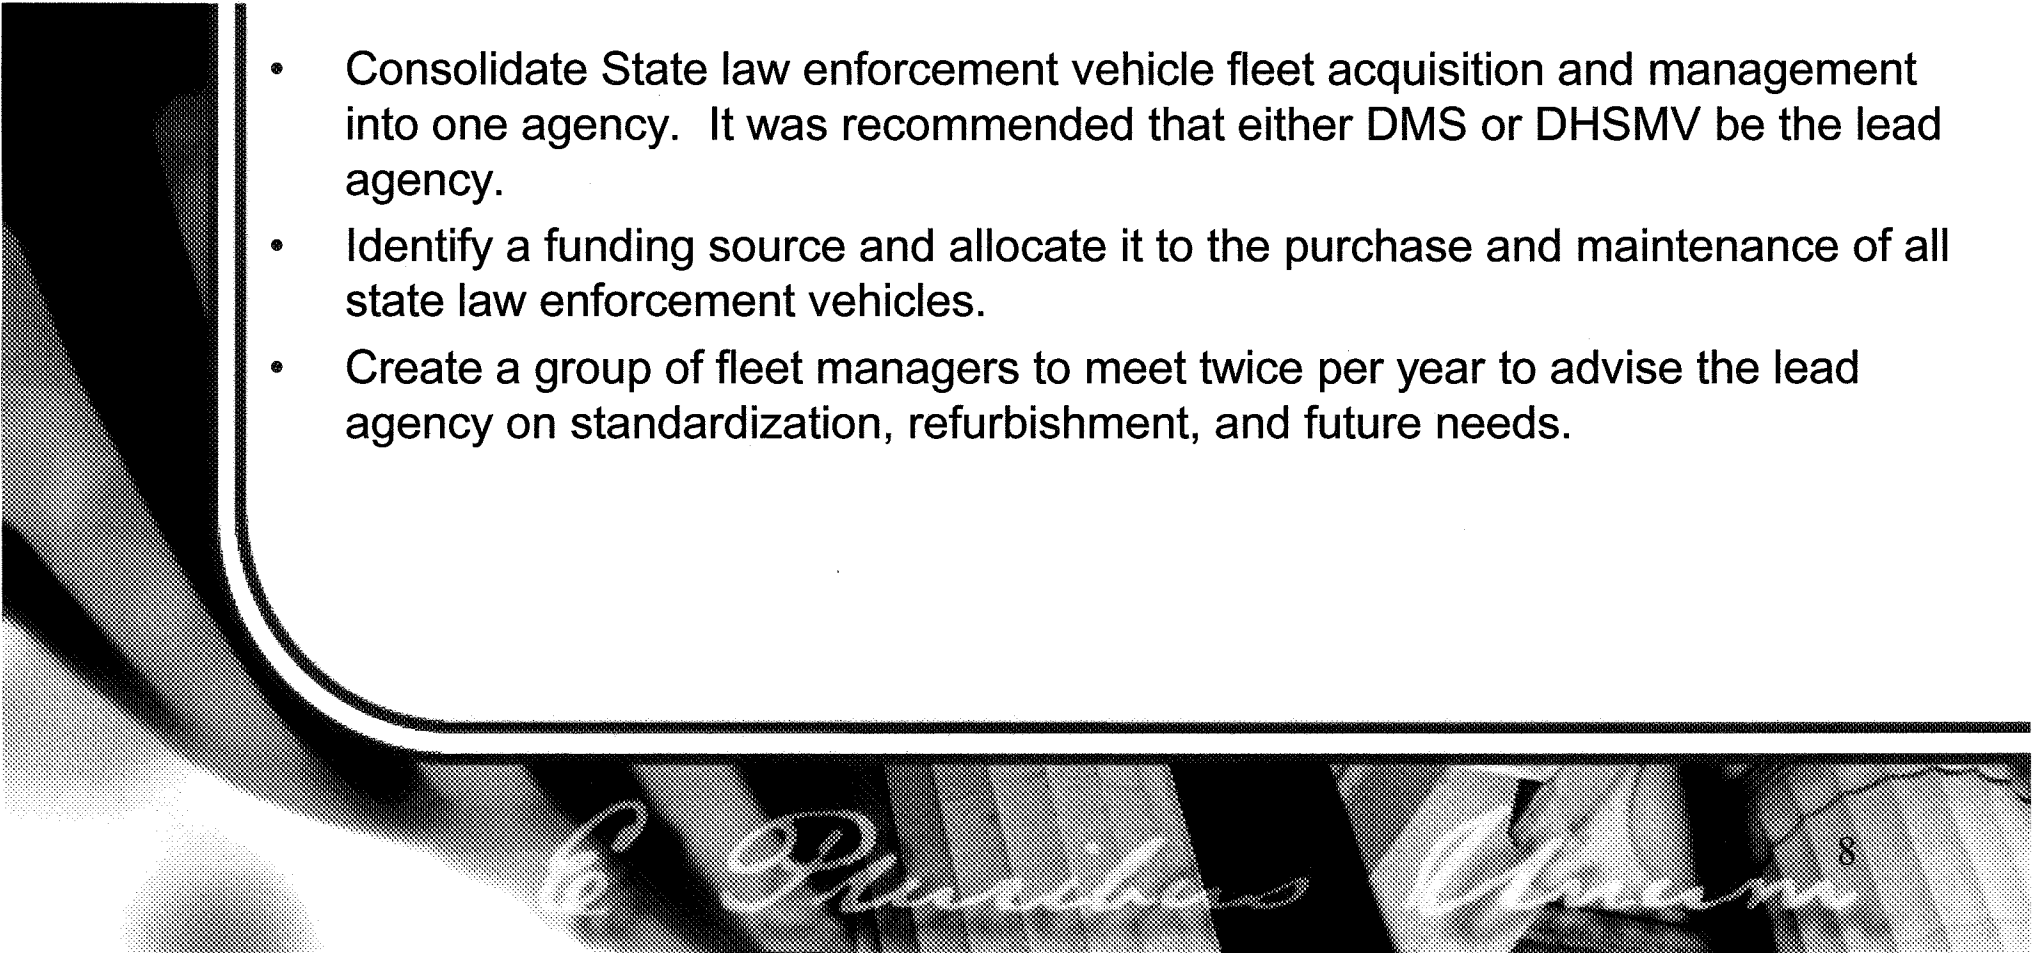 • Consolidate State law enforcement vehicle fleet acquisition and management
into one agency.  It was recommended that either DMS or DHSMV be the lead
agency.
• Identify a funding source and allocate it to the purchase and maintenance of all
state law enforcement vehicles.
• Create a group of fleet managers to meet twice per year to advise the lead
agency on standardization, refurbishment, and future needs.
8
E Pluribus Unum